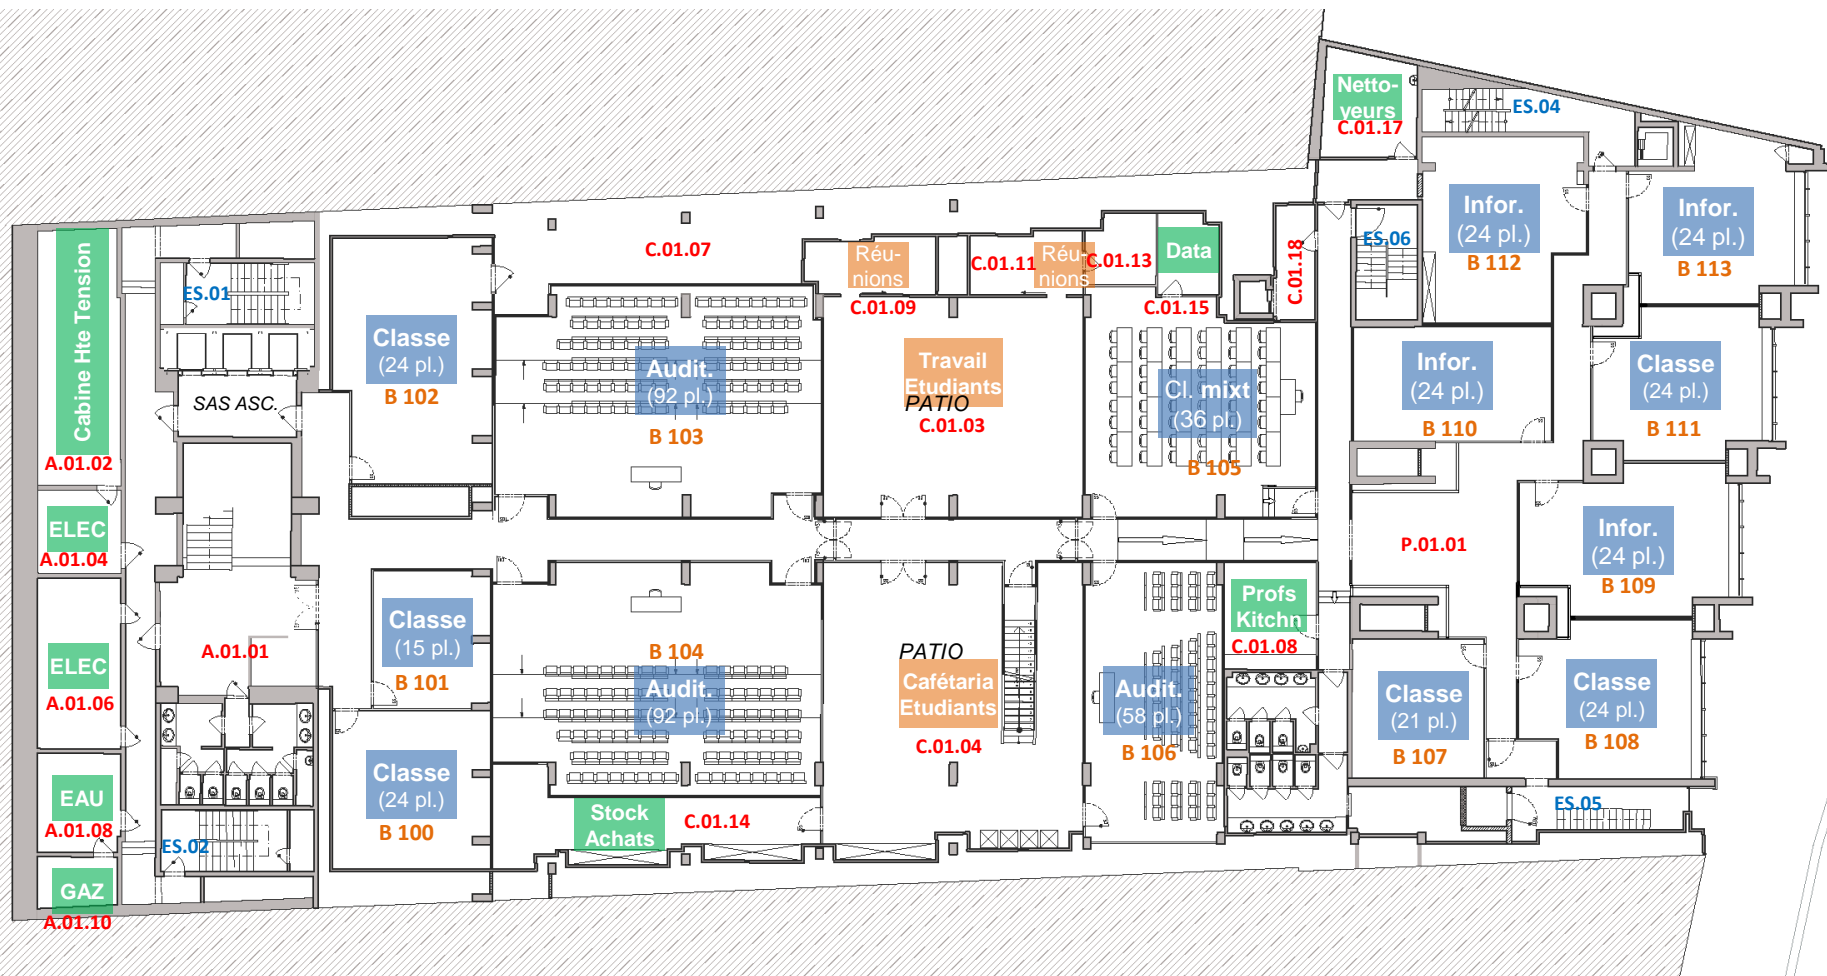 Netto-
yeurs
C.01.17
ES.04
Cabine Hte Tension
A.01.02
ES.01
SAS ASC.
Classe
(24 pl.)
B 102
C.01.07
Audit.
(92 pl.)
B 103
Réu-
nions
C.01.09
C.01.11
Réu-
nions
C.01.13
Data
C.01.15
C.01.18
ES.06
Infor.
(24 pl.)
B 112
Infor.
(24 pl.)
B 113
Travail
Etudiants
PATIO
C.01.03
Cl. mixt
(36 pl.)
B 105
Infor.
(24 pl.)
B 110
Classe
(24 pl.)
B 111
ELEC
A.01.04
P.01.01
Infor.
(24 pl.)
B 109
ELEC
A.01.06
A.01.01
Classe
(15 pl.)
B 101
B 104
Audit.
(92 pl.)
PATIO
Cafétaria
Etudiants
C.01.04
Audit.
(58 pl.)
B 106
Profs
Kitchn
C.01.08
Classe
(21 pl.)
B 107
Classe
(24 pl.)
B 108
EAU
A.01.08
ES.02
Classe
(24 pl.)
B 100
Stock
Achats
C.01.14
ES.05
GAZ
A.01.10